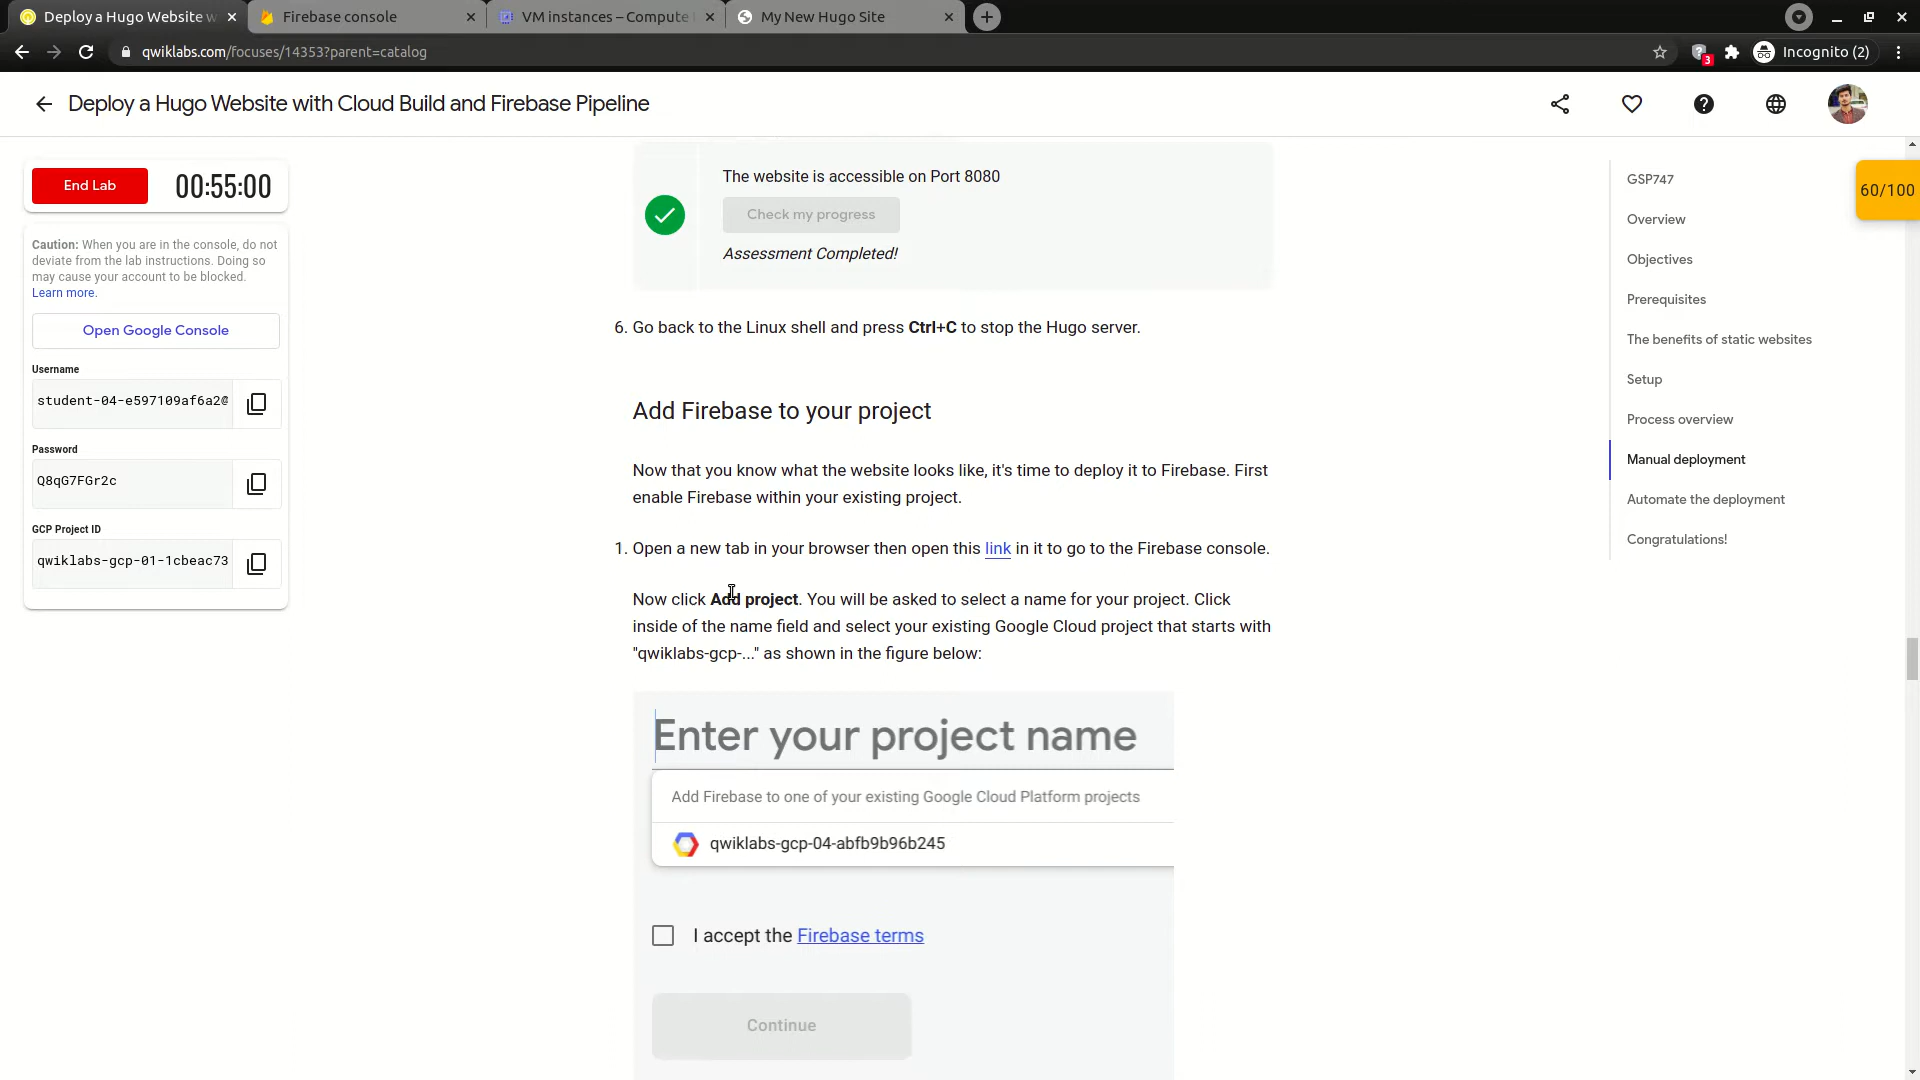 Deploy a Hugo Website w
Firebase console
VM instances – Compute
My New Hugo Site
qwiklabs.com/focuses/14353?parent=catalog
3
Incognito (2)
Deploy a Hugo Website with Cloud Build and Firebase Pipeline
End Lab
00:55:00
Caution: When you are in the console, do not
deviate from the lab instructions. Doing so
may cause your account to be blocked.
Learn more.
Open Google Console
Username
student-04-e597109af6a2@
Password
Q8qG7FGr2c
GCP Project ID
qwiklabs-gcp-01-1cbeac73
The website is accessible on Port 8080
Check my progress
Assessment Completed!
6. Go back to the Linux shell and press Ctrl+C to stop the Hugo server.
Add Firebase to your project
Now that you know what the website looks like, it's time to deploy it to Firebase. First
enable Firebase within your existing project.
1. Open a new tab in your browser then open this link in it to go to the Firebase console.
Now click Add project. You will be asked to select a name for your project. Click
inside of the name field and select your existing Google Cloud project that starts with
"qwiklabs-gcp-..." as shown in the figure below:
Enter your project name
Add Firebase to one of your existing Google Cloud Platform projects
qwiklabs-gcp-04-abfb9b96b245
I accept the Firebase terms
Continue
GSP747
Overview
Objectives
Prerequisites
The benefits of static websites
Setup
Process overview
Manual deployment
Automate the deployment
Congratulations!
60/100